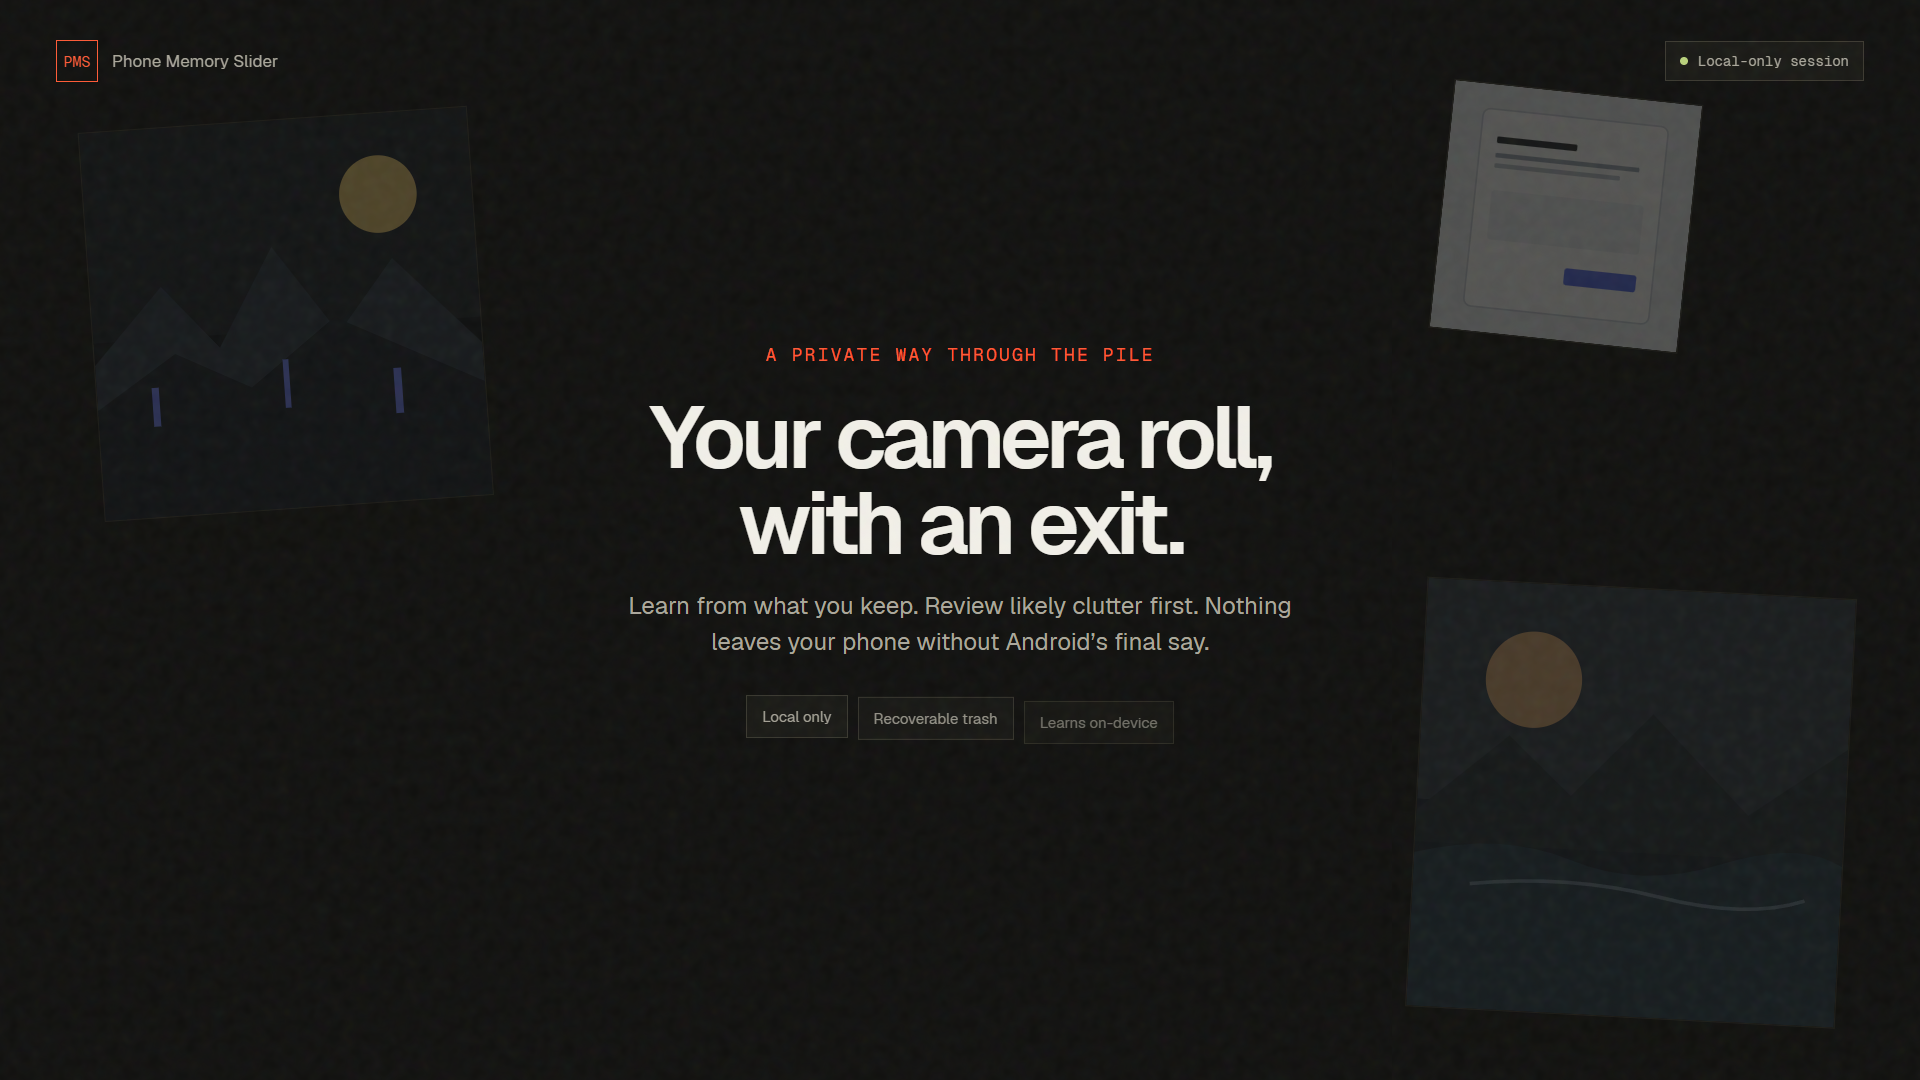 PMS Phone Memory Slider
Local-only session
A PRIVATE WAY THROUGH THE PILE
Your camera roll,
with an exit.
Learn from what you keep. Review likely clutter first. Nothing
leaves your phone without Android’s final say.
Local only
Recoverable trash
Learns on-device